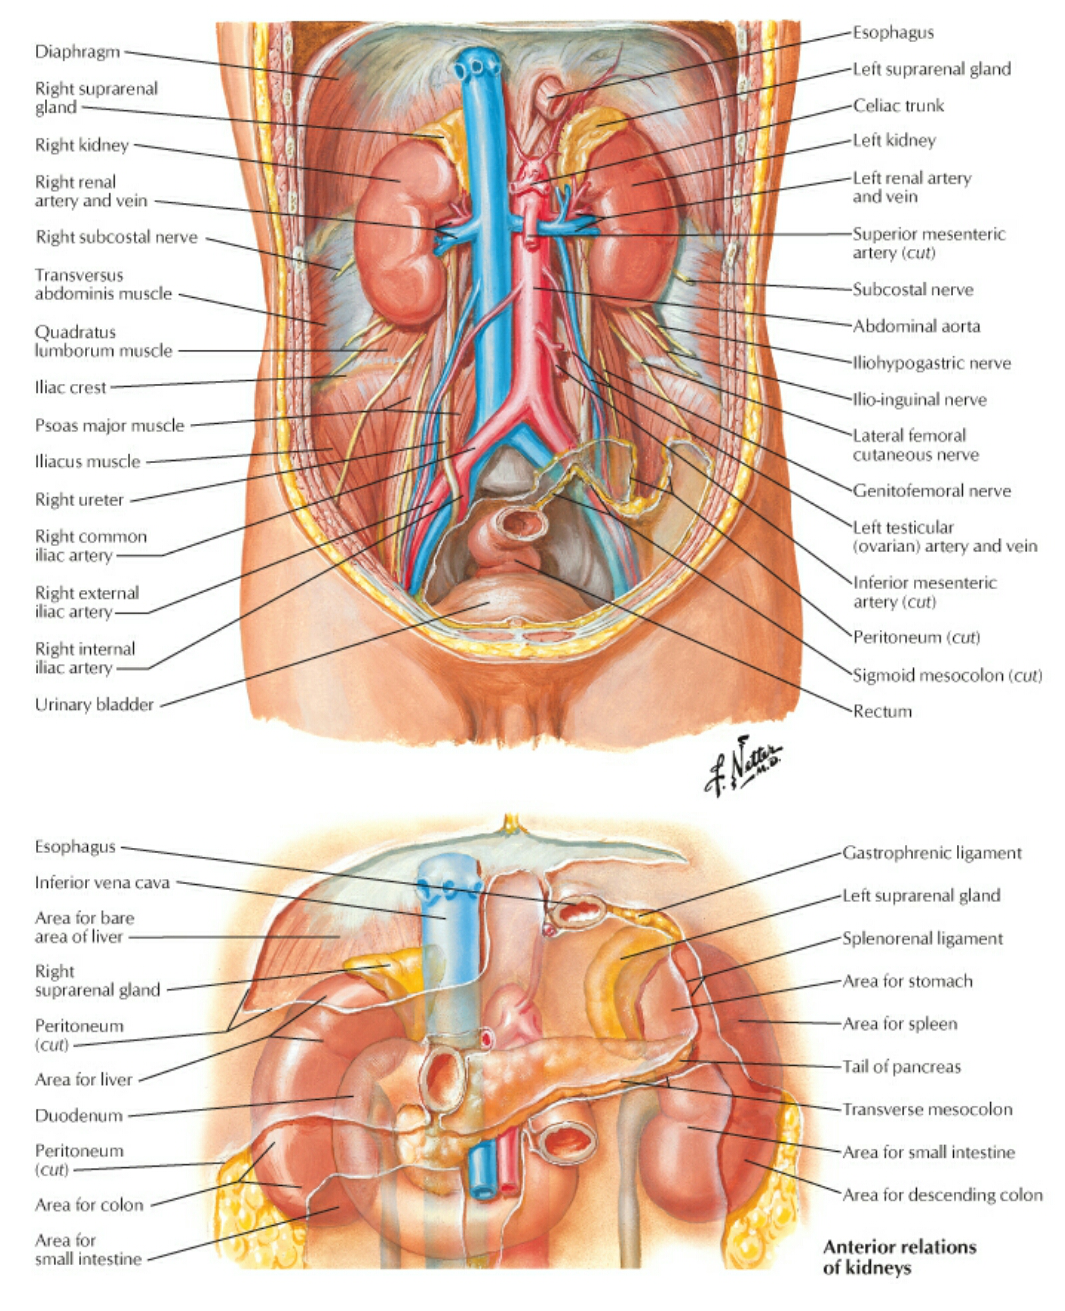 Diaphragm
Right suprarenal
gland
Right kidney
Right renal
artery and vein
Right subcostal nerve
Transversus
abdominis muscle
Quadratus
lumborum muscle
Iliac crest
Psoas major muscle
Iliacus muscle
Right ureter
Right common
iliac artery
Right external
iliac artery
Right internal
iliac artery
Urinary bladder
Esophagus
Left suprarenal gland
Celiac trunk
Left kidney
Left renal artery
and vein
Superior mesenteric
artery (cut)
Subcostal nerve
Abdominal aorta
Iliohypogastric nerve
Ilio-inguinal nerve
Lateral femoral
cutaneous nerve
Genitofemoral nerve
Left testicular
(ovarian) artery and vein
Inferior mesenteric
artery (cut)
Peritoneum (cut)
Sigmoid mesocolon (cut)
Rectum
F. Netter
M.D.
Esophagus
Inferior vena cava
Area for bare
area of liver
Right
suprarenal gland
Peritoneum
(cut)
Area for liver
Duodenum
Peritoneum
(cut)
Area for colon
Area for
small intestine
Gastrophrenic ligament
Left suprarenal gland
Splenorenal ligament
Area for stomach
Area for spleen
Tail of pancreas
Transverse mesocolon
Area for small intestine
Area for descending colon
Anterior relations
of kidneys